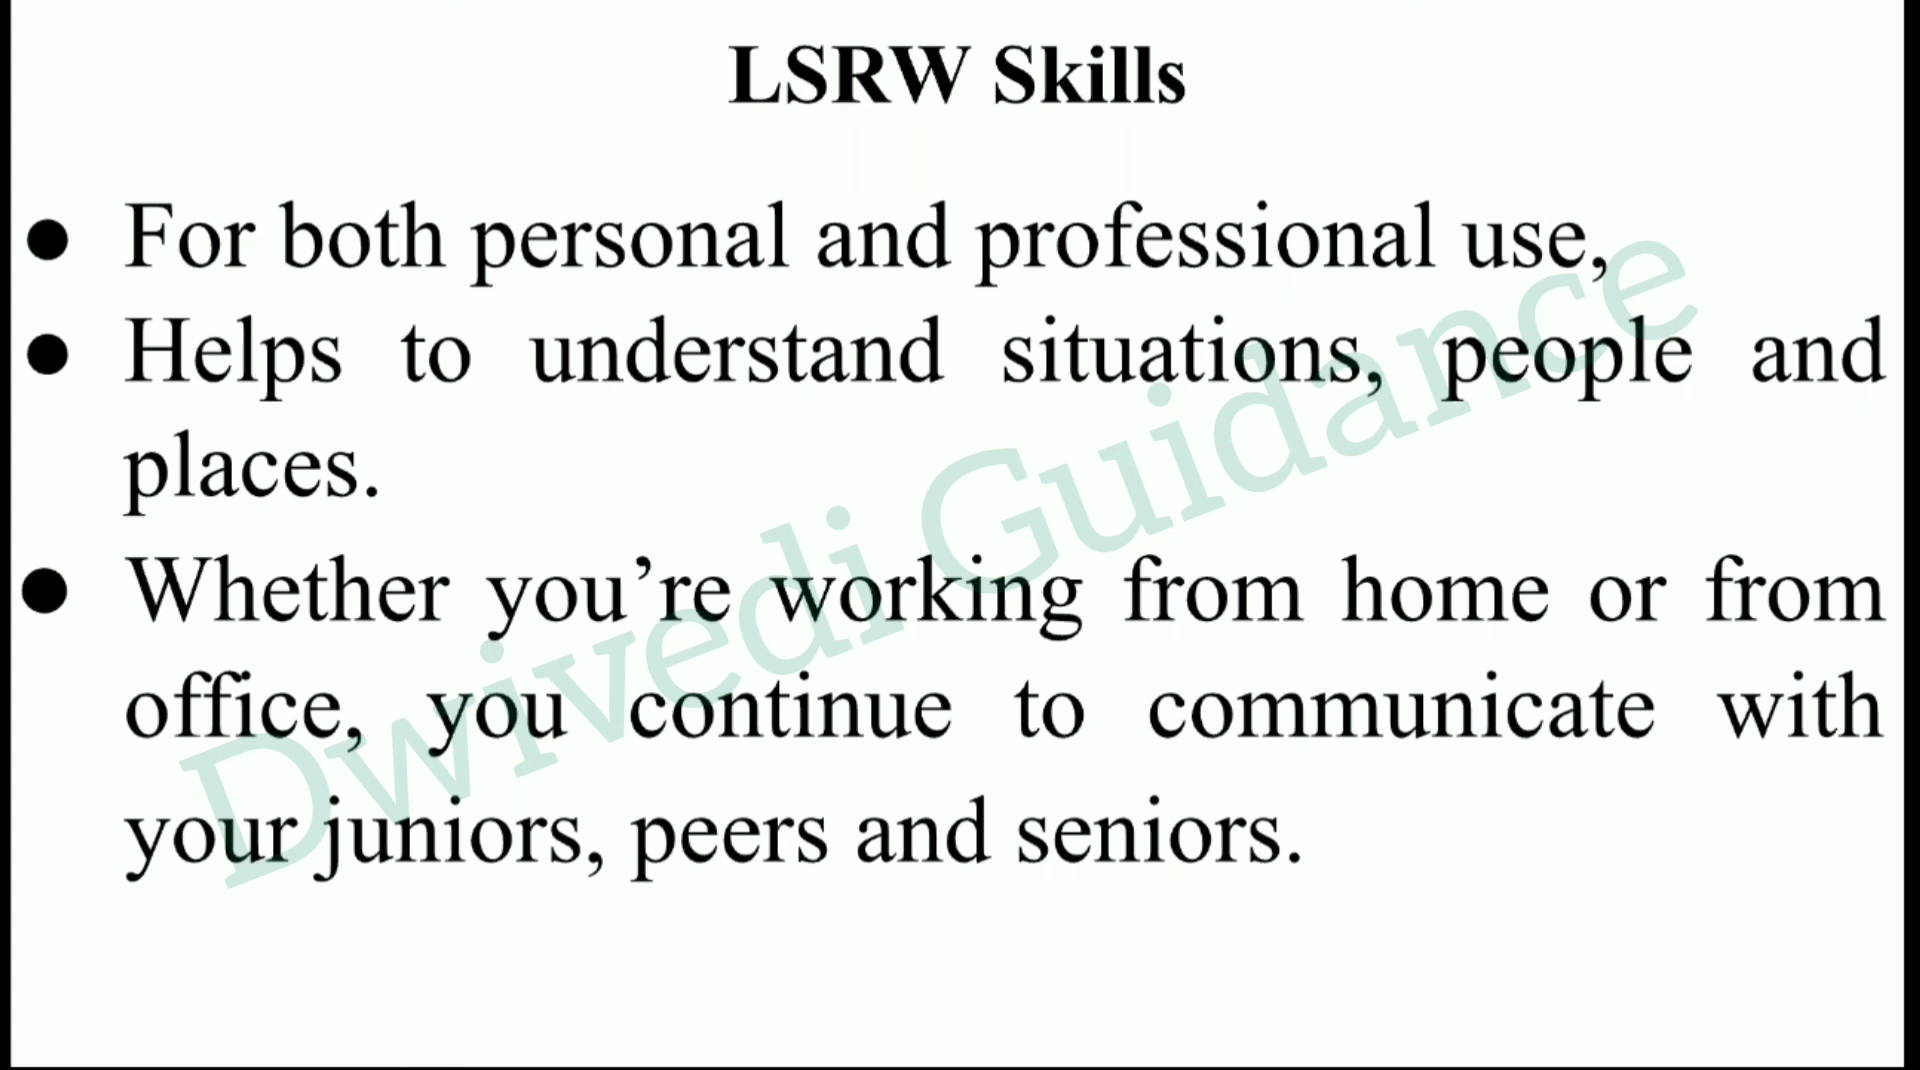 LSRW Skills
● For both personal and professional use,
● Helps to understand situations, people and
places.
● Whether you’re working from home or from
office, you continue to communicate with
your juniors, peers and seniors.
Dwivedi Guidance